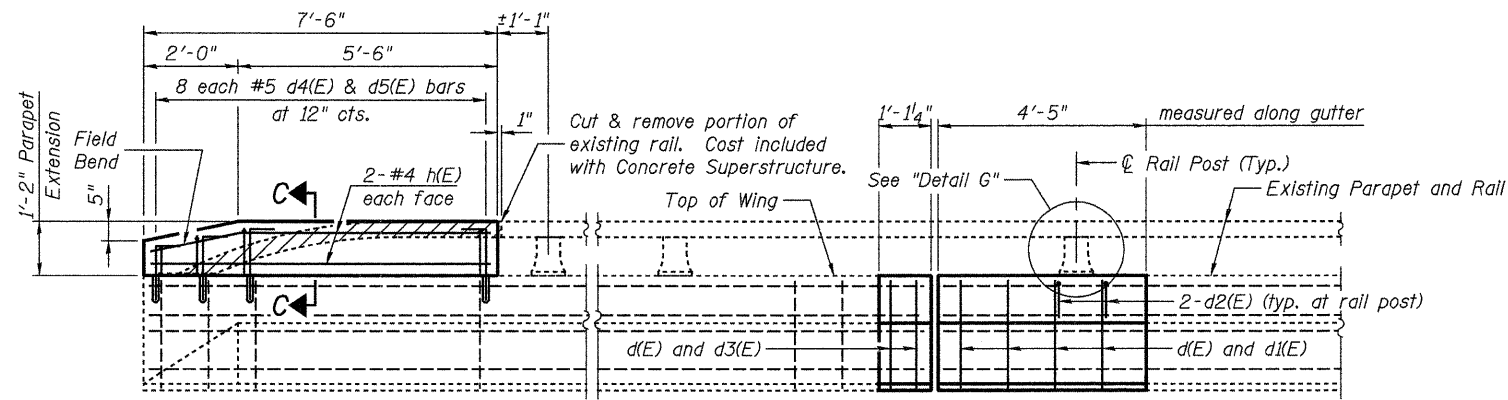 7'-6"
±1'-1"
2'-0"
5'-6"
8 each #5 d4(E) & d5(E) bars
at 12" cts.
1'-2" Parapet
Extension
5"
Field
Bend
1"
Cut & remove portion of
existing rail. Cost included
with Concrete Superstructure.
C
2-#4 h(E)
each face
C
Top of Wing
1'-1¼"
4'-5"
measured along gutter
℄ Rail Post (Typ.)
See "Detail G"
Existing Parapet and Rail
2-d2(E) (typ. at rail post)
d(E) and d3(E)
d(E) and d1(E)